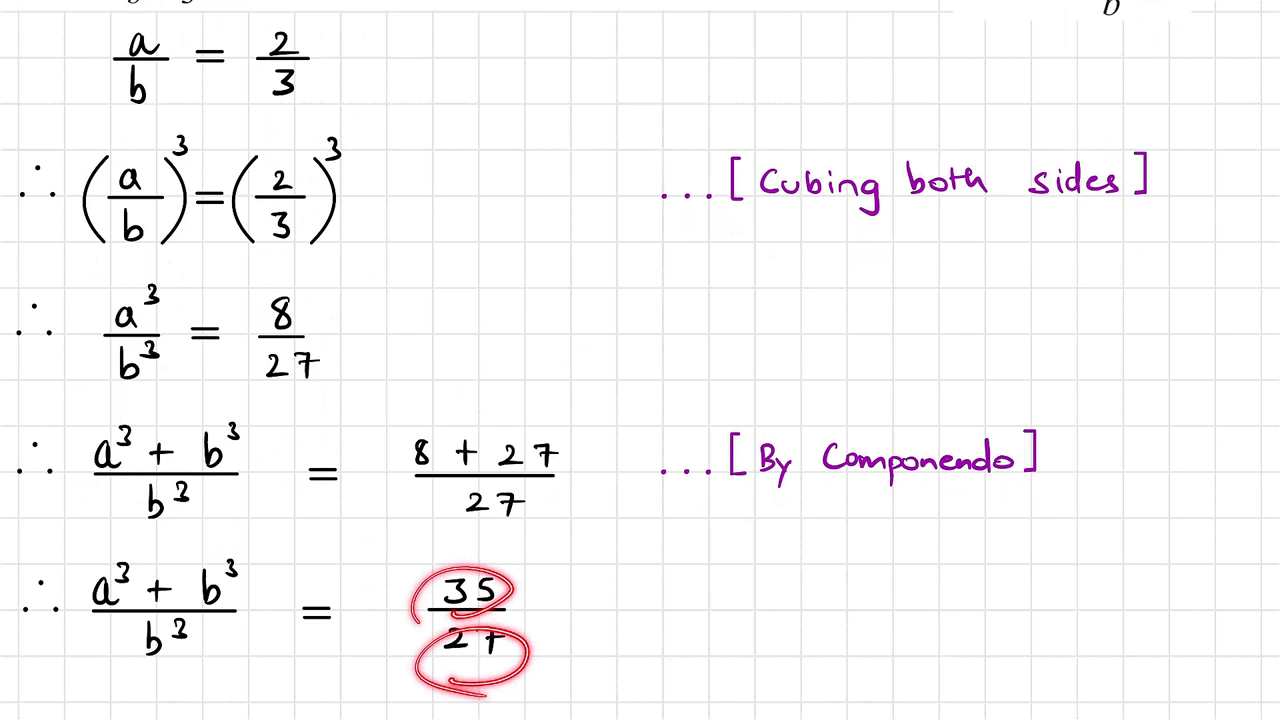 b
a/b = 2/3
∴ (a/b)³ = (2/3)³ ...[Cubing both sides]
∴ a³/b³ = 8/27
∴ (a³ + b³)/b³ = (8 + 27)/27 ...[By Componendo]
∴ (a³ + b³)/b³ = 35/27